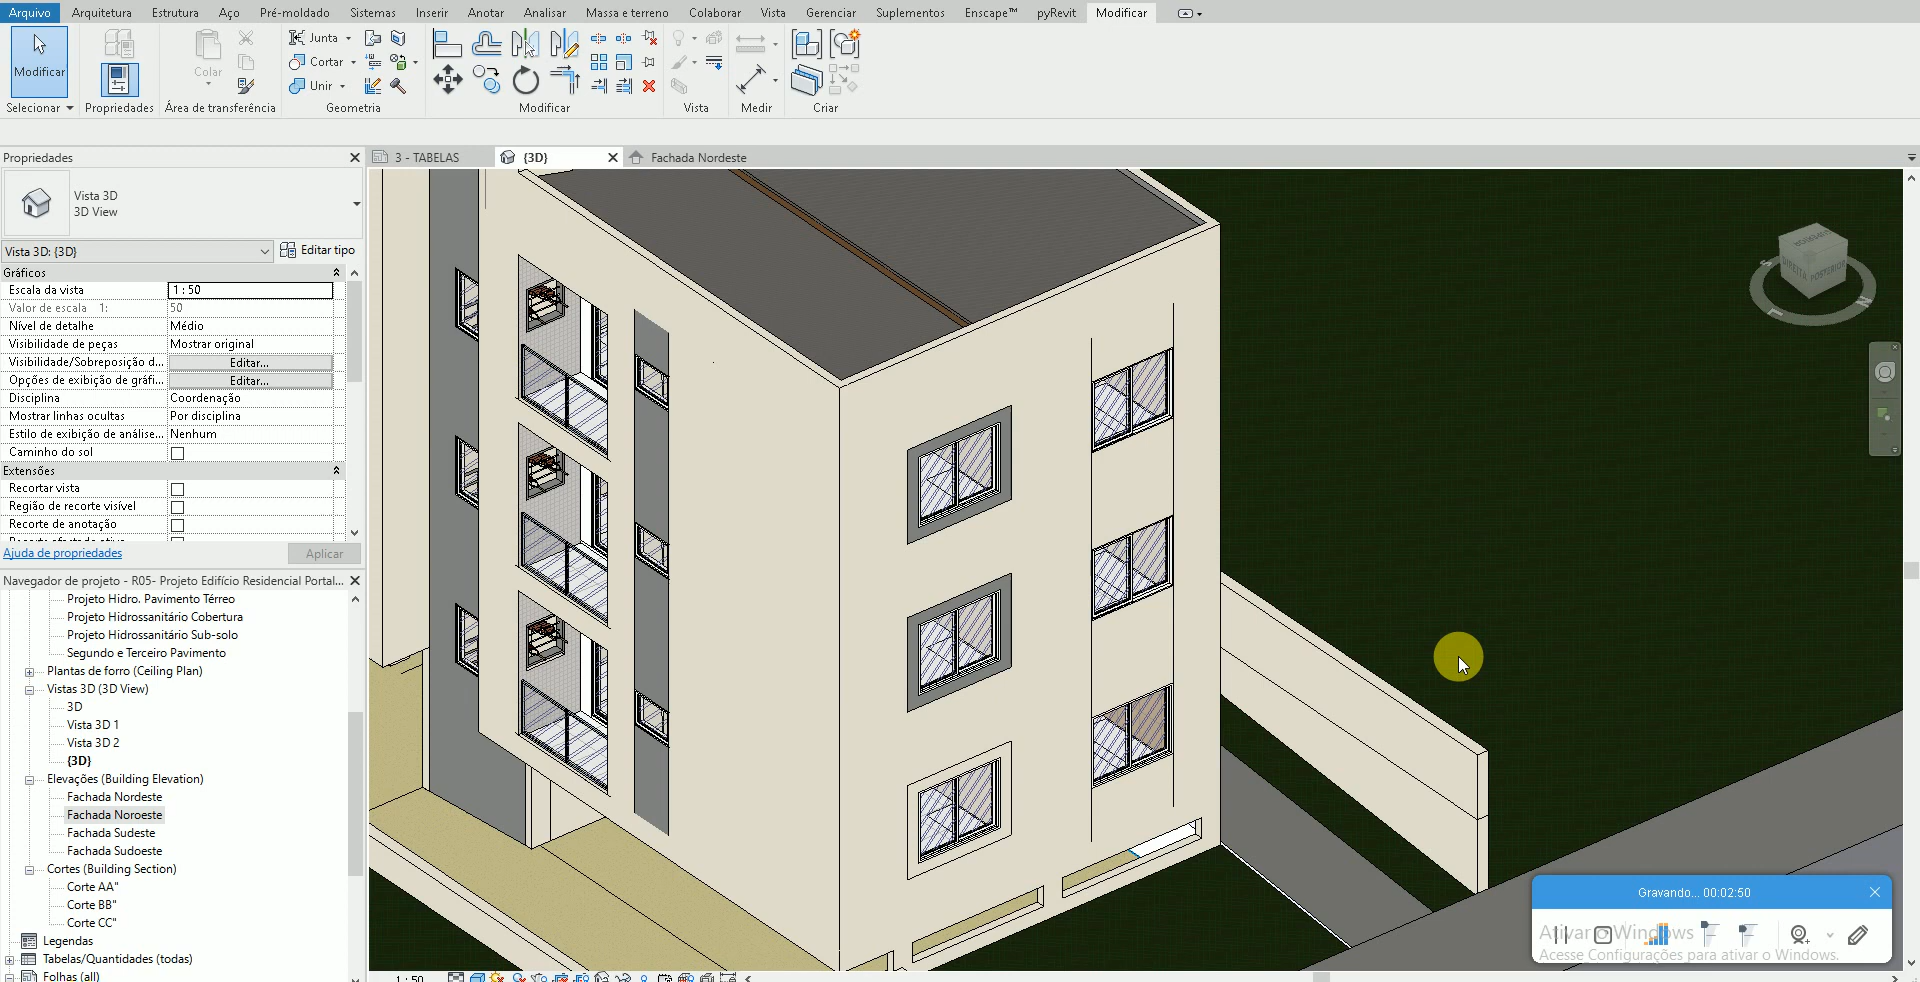 Arquivo Arquitetura Estrutura Aço Pré-moldado Sistemas Inserir Anotar Analisar Massa e terreno Colaborar Vista Gerenciar Suplementos Enscape™ pyRevit Modificar
Modificar
Colar
Junta
Cortar
Unir
Selecionar Propriedades Área de transferência Geometria Modificar Vista Medir Criar
Propriedades
3 - TABELAS {3D} Fachada Nordeste
Vista 3D
3D View
Vista 3D: {3D} Editar tipo
Gráficos
Escala da vista 1 : 50
Valor de escala 1: 50
Nível de detalhe Médio
Visibilidade de peças Mostrar original
Visibilidade/Sobreposição d... Editar...
Opções de exibição de gráfi... Editar...
Disciplina Coordenação
Mostrar linhas ocultas Por disciplina
Estilo de exibição de análise... Nenhum
Caminho do sol
Extensões
Recortar vista
Região de recorte visível
Recorte de anotação
Ajuda de propriedades Aplicar
Navegador de projeto - R05- Projeto Edifício Residencial Portal...
Projeto Hidro. Pavimento Térreo
Projeto Hidrossanitário Cobertura
Projeto Hidrossanitário Sub-solo
Segundo e Terceiro Pavimento
Plantas de forro (Ceiling Plan)
Vistas 3D (3D View)
3D
Vista 3D 1
Vista 3D 2
{3D}
Elevações (Building Elevation)
Fachada Nordeste
Fachada Noroeste
Fachada Sudeste
Fachada Sudoeste
Cortes (Building Section)
Corte AA"
Corte BB"
Corte CC"
Legendas
Tabelas/Quantidades (todas)
Folhas (all)
1 : 50
SUPERIOR
DIREITA POSTERIOR
Gravando... 00:02:50
Ativar o Windows
Acesse Configurações para ativar o Windows.